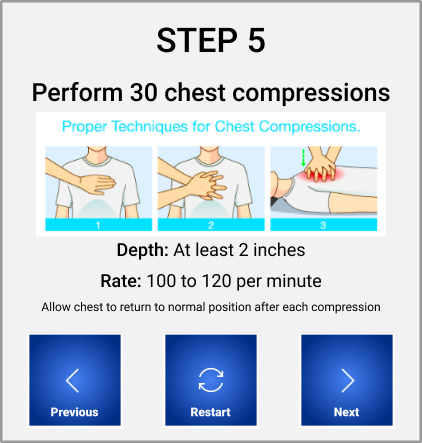 STEP 5
Perform 30 chest compressions
Proper Techniques for Chest Compressions.
1 2 3
Depth: At least 2 inches
Rate: 100 to 120 per minute
Allow chest to return to normal position after each compression
Previous Restart Next